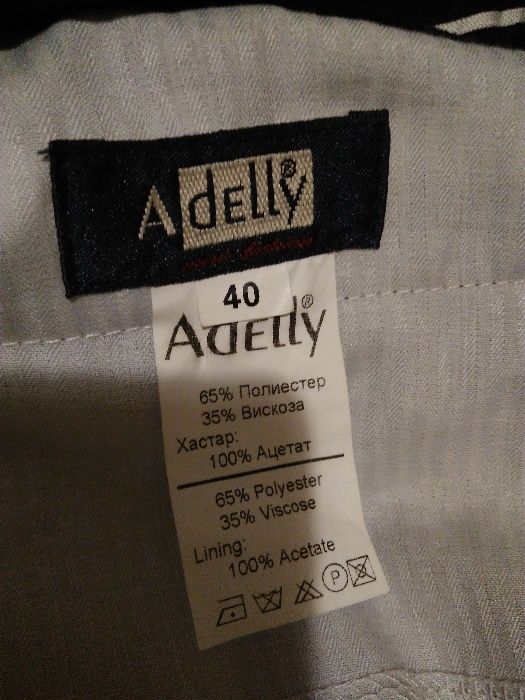 Adelly®
40
Adelly®
65% Полиестер
35% Вискоза
Хастар:
100% Ацетат
65% Polyester
35% Viscose
Lining:
100% Acetate
P